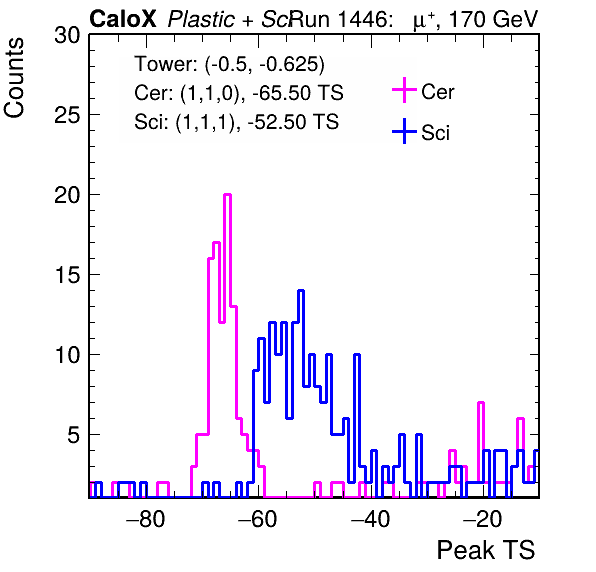 CaloX Plastic + Sci Run 1446: μ⁺, 170 GeV
Counts
30
25
20
15
10
5
Tower: (-0.5, -0.625)
Cer: (1,1,0), -65.50 TS
Sci: (1,1,1), -52.50 TS
Cer
Sci
−80 −60 −40 −20
Peak TS